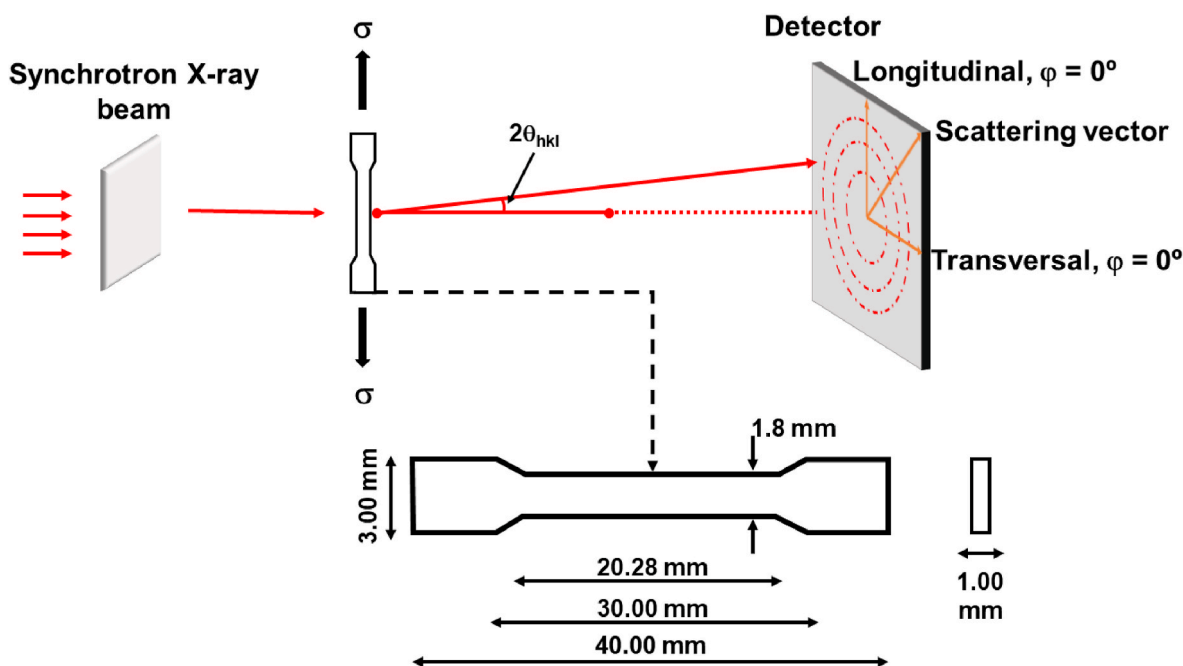 σ
Synchrotron X-ray
beam
Detector
Longitudinal, φ = 0º
2θhkl
Scattering vector
Transversal, φ = 0º
σ
1.8 mm
3.00 mm
20.28 mm
30.00 mm
40.00 mm
1.00
mm